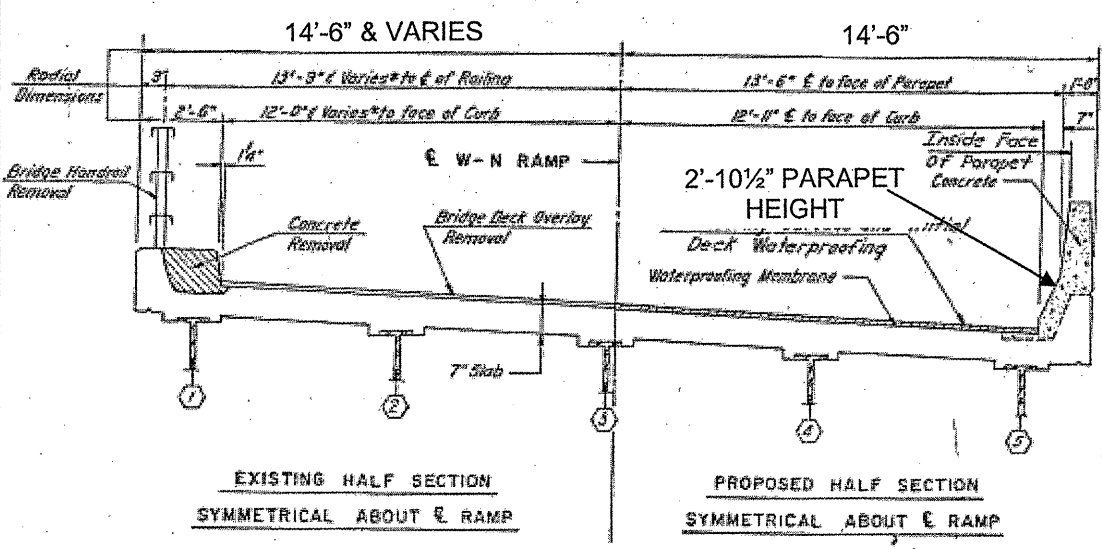 14'-6" & VARIES
14'-6"
Radial
Dimensions
9"
13'-9" & Varies* to ℄ of Railing
13'-6" ℄ to face of Parapet
1'-0"
2'-6"
12'-0" & Varies* to face of Curb
12'-11" ℄ to face of Curb
7"
1¼"
℄ W-N RAMP
Inside Face
Of Parapet
Concrete
Bridge Handrail
Removal
2'-10½" PARAPET
HEIGHT
Concrete
Removal
Bridge Deck Overlay
Removal
Deck Waterproofing
Waterproofing Membrane
7" Slab
1
2
3
4
5
EXISTING HALF SECTION
SYMMETRICAL ABOUT ℄ RAMP
PROPOSED HALF SECTION
SYMMETRICAL ABOUT ℄ RAMP